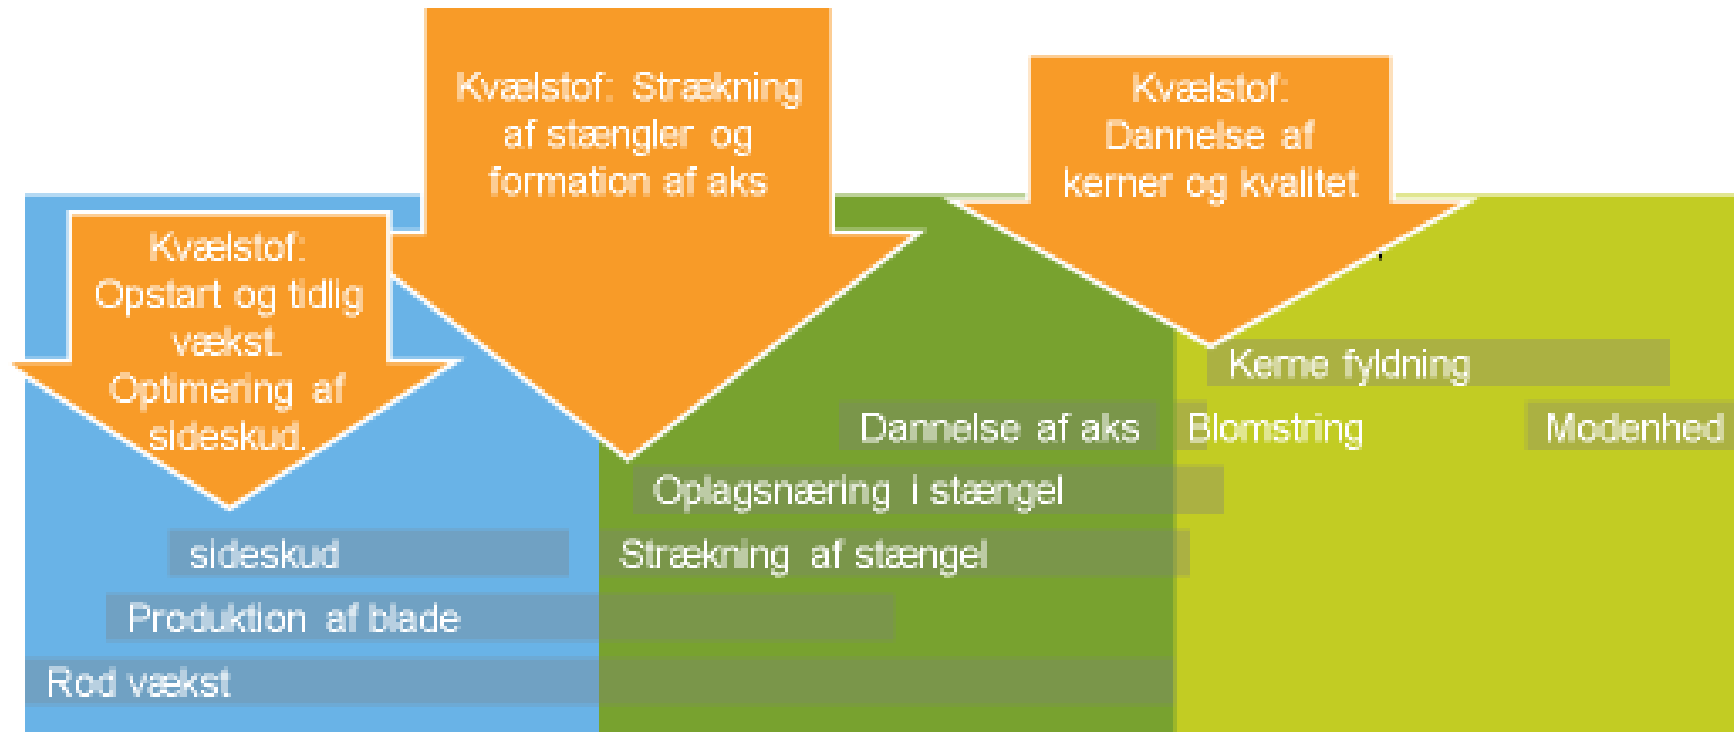 Kvælstof: Strækning
af stængler og
formation af aks
Kvælstof:
Dannelse af
kerner og kvalitet
Kvælstof:
Opstart og tidlig
vækst.
Optimering af
sideskud.
Kerne fyldning
Dannelse af aks
Blomstring
Modenhed
Oplagsnæring i stængel
sideskud
Strækning af stængel
Produktion af blade
Rod vækst